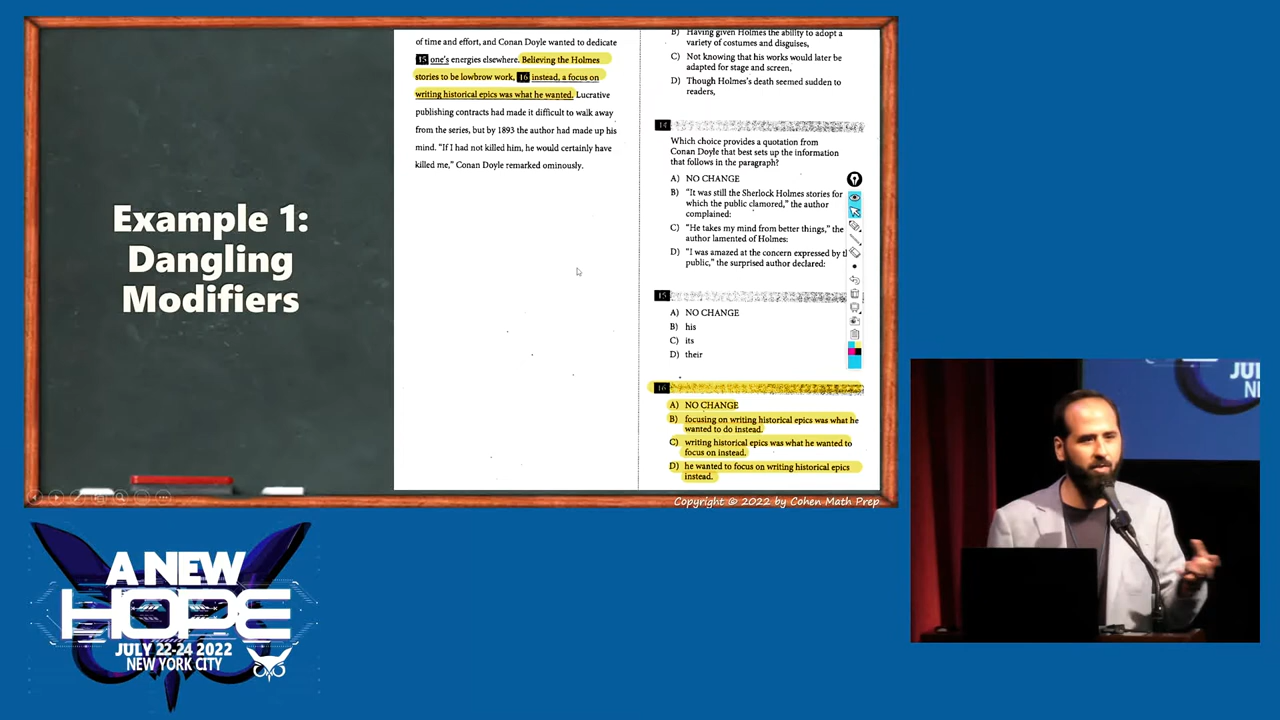 Example 1:
Dangling
Modifiers
of time and effort, and Conan Doyle wanted to dedicate
15 one's energies elsewhere. Believing the Holmes
stories to be lowbrow work, 16 instead, a focus on
writing historical epics was what he wanted. Lucrative
publishing contracts had made it difficult to walk away
from the series, but by 1893 the author had made up his
mind. “If I had not killed him, he would certainly have
killed me,” Conan Doyle remarked ominously.
B) Having given Holmes the ability to adopt a
variety of costumes and disguises,
C) Not knowing that his works would later be
adapted for stage and screen,
D) Though Holmes's death seemed sudden to
readers,
14
Which choice provides a quotation from
Conan Doyle that best sets up the information
that follows in the paragraph?
A) NO CHANGE
B) “It was still the Sherlock Holmes stories for
which the public clamored,” the author
complained:
C) “He takes my mind from better things,” the
author lamented of Holmes:
D) “I was amazed at the concern expressed by
public,” the surprised author declared:
15
A) NO CHANGE
B) his
C) its
D) their
16
A) NO CHANGE
B) focusing on writing historical epics was what he
wanted to do instead.
C) writing historical epics was what he wanted to
focus on instead.
D) he wanted to focus on writing historical epics
instead.
Copyright © 2022 by Cohen Math Prep
A NEW
HOPE
JULY 22-24 2022
NEW YORK CITY